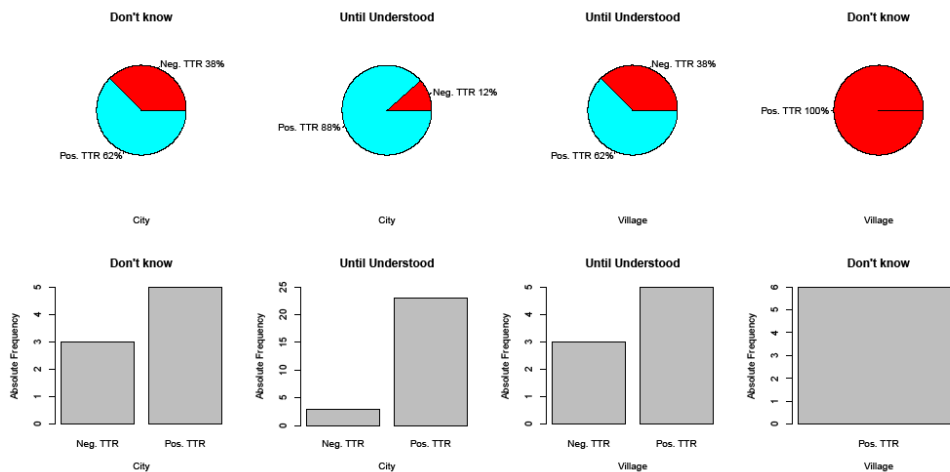 Don't know
Until Understood
Until Understood
Don't know
Neg. TTR 38%
Pos. TTR 62%
Neg. TTR 12%
Pos. TTR 88%
Neg. TTR 38%
Pos. TTR 62%
Pos. TTR 100%
City
City
Village
Village
Don't know
Until Understood
Until Understood
Don't know
Absolute Frequency
0
1
2
3
4
5
Neg. TTR
Pos. TTR
City
Absolute Frequency
0
5
10
15
20
25
Neg. TTR
Pos. TTR
City
Absolute Frequency
0
1
2
3
4
5
Neg. TTR
Pos. TTR
Village
Absolute Frequency
0
1
2
3
4
5
6
Pos. TTR
Village